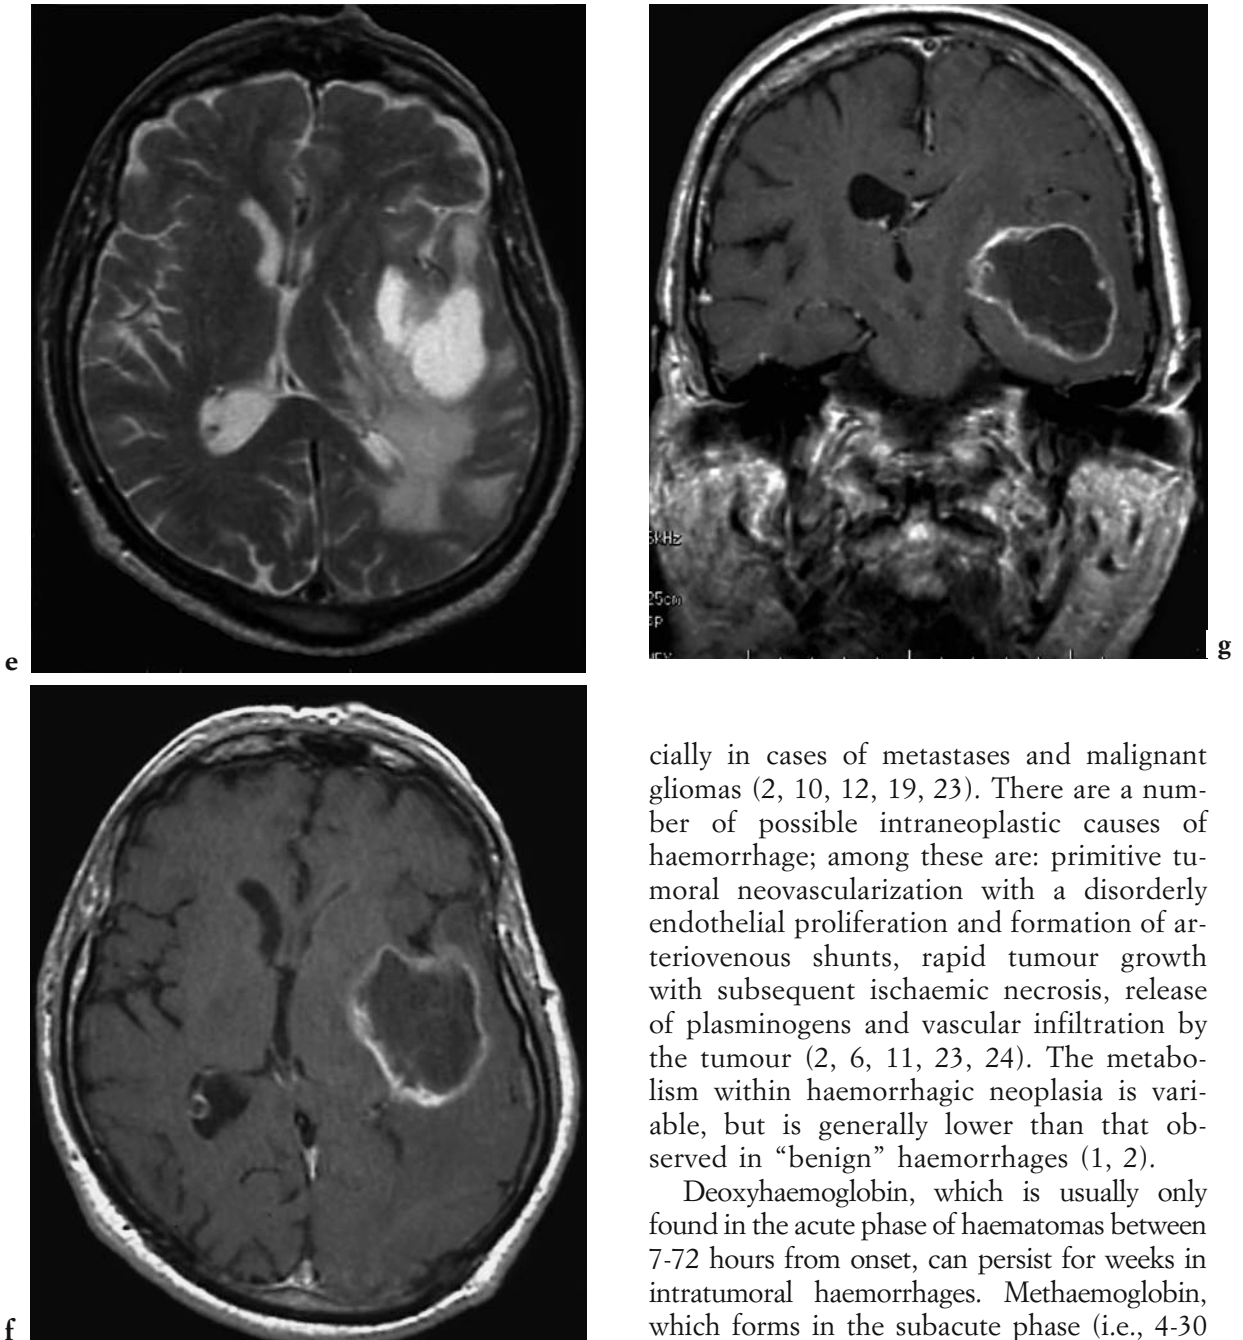 e
g
6kHz
25cm
sp
f
cially in cases of metastases and malignant
gliomas (2, 10, 12, 19, 23). There are a num-
ber of possible intraneoplastic causes of
haemorrhage; among these are: primitive tu-
moral neovascularization with a disorderly
endothelial proliferation and formation of ar-
teriovenous shunts, rapid tumour growth
with subsequent ischaemic necrosis, release
of plasminogens and vascular infiltration by
the tumour (2, 6, 11, 23, 24). The metabo-
lism within haemorrhagic neoplasia is vari-
able, but is generally lower than that ob-
served in “benign” haemorrhages (1, 2).
Deoxyhaemoglobin, which is usually only
found in the acute phase of haematomas between
7-72 hours from onset, can persist for weeks in
intratumoral haemorrhages. Methaemoglobin,
which forms in the subacute phase (i.e., 4-30